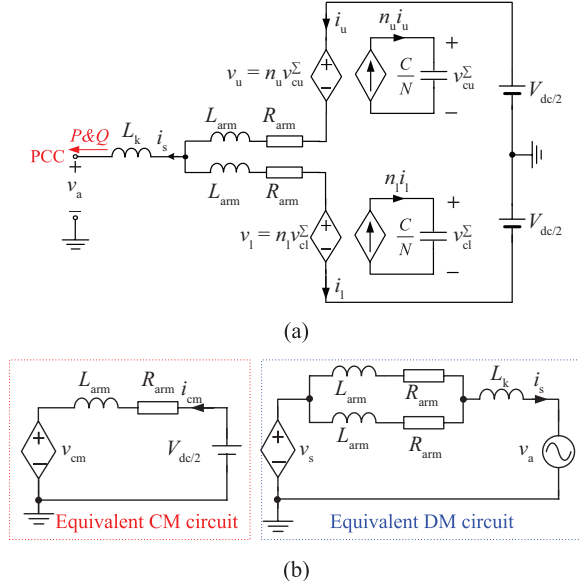 i_u
n_u i_u
+
v_u = n_u v_cu^Σ
+
−
C/N
v_cu^Σ
−
V_dc/2
L_arm
R_arm
P&Q
L_k
i_s
PCC
+
v_a
−
L_arm
R_arm
n_l i_l
+
v_l = n_l v_cl^Σ
+
−
C/N
v_cl^Σ
−
V_dc/2
i_l
(a)
L_arm
R_arm
i_cm
+
−
v_cm
V_dc/2
Equivalent CM circuit
L_arm
R_arm
L_k
i_s
L_arm
R_arm
+
−
v_s
v_a
Equivalent DM circuit
(b)